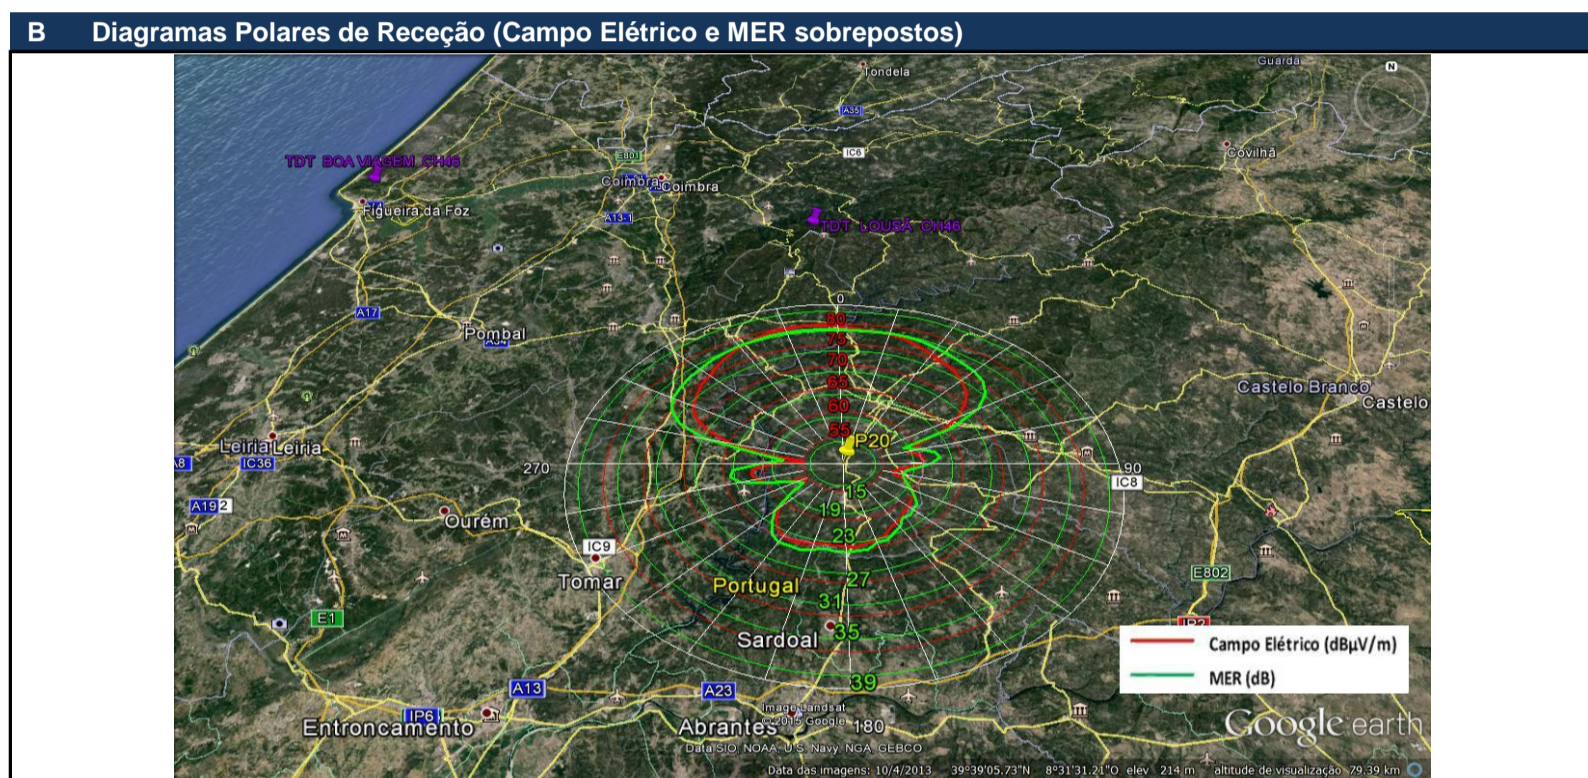 B Diagramas Polares de Receção (Campo Elétrico e MER sobrepostos)
Tondela
Guarda
N
A35
TDT BOA VIAGEM CH46
E801
IC6
Covilhã
Coimbra
Coimbra
Figueira da Foz
A13-1
TDT LOUSÃ CH46
0
A17
80
Pombal
75
70
65
Castelo Branco
Castelo
60
55
P20
Leiria
Leiria
A8
IC36
270
90
IC8
15
A19
2
19
Ourém
23
IC9
Tomar
Portugal
27
E802
31
E1
Sardoal
35
IP2
Campo Elétrico (dBµV/m)
MER (dB)
39
A13
A23
IP6
Entroncamento
Abrantes
Image Landsat
© 2015 Google
180
Google earth
Data SIO, NOAA, U.S. Navy, NGA, GEBCO
Data das imagens: 10/4/2013 39°39'05.73"N 8°31'31.21"O elev 214 m altitude de visualização 79.39 km